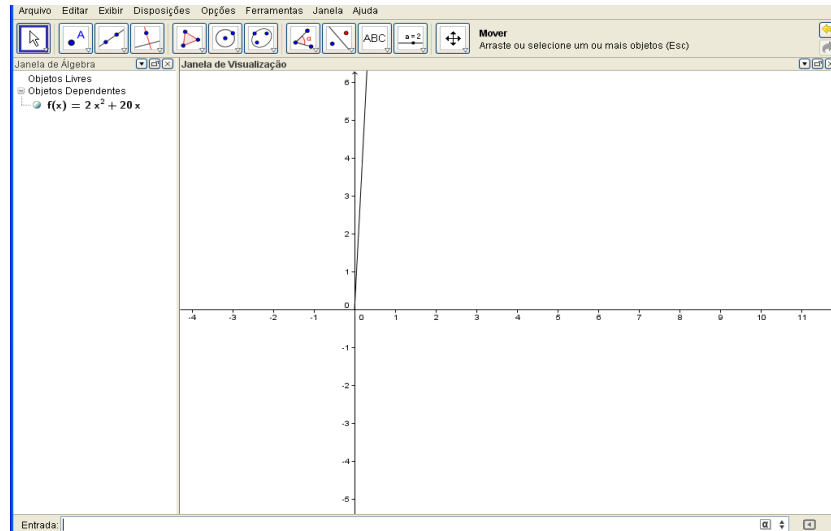 Arquivo Editar Exibir Disposições Opções Ferramentas Janela Ajuda
A
ABC
a = 2
Mover
Arraste ou selecione um ou mais objetos (Esc)
Janela de Álgebra
Janela de Visualização
Objetos Livres
Objetos Dependentes
f(x) = 2 x² + 20 x
6
5
4
3
2
1
0
-4 -3 -2 -1 0 1 2 3 4 5 6 7 8 9 10 11
-1
-2
-3
-4
-5
Entrada:
α